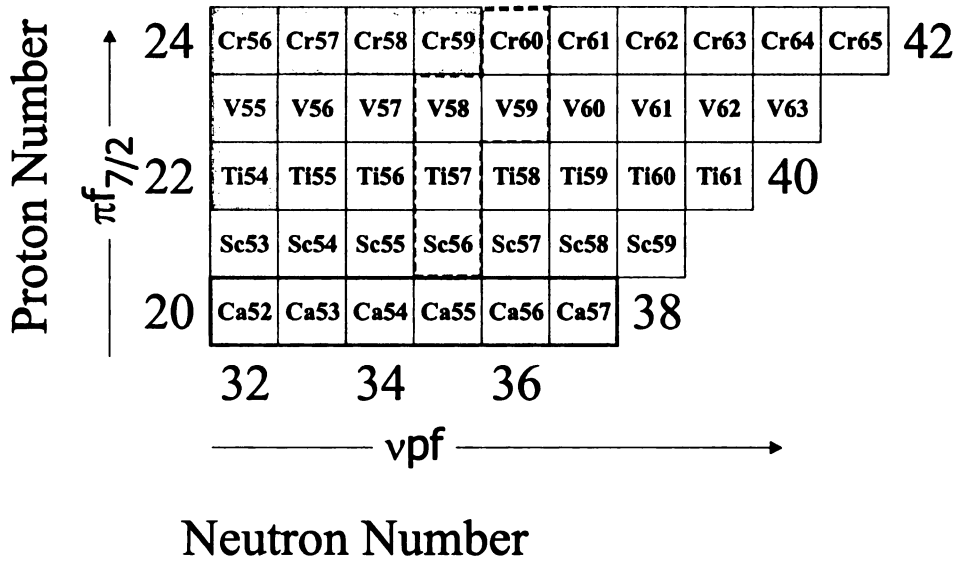 Proton Number
πf7/2
24 Cr56 Cr57 Cr58 Cr59 Cr60 Cr61 Cr62 Cr63 Cr64 Cr65 42
V55 V56 V57 V58 V59 V60 V61 V62 V63
22 Ti54 Ti55 Ti56 Ti57 Ti58 Ti59 Ti60 Ti61 40
Sc53 Sc54 Sc55 Sc56 Sc57 Sc58 Sc59
20 Ca52 Ca53 Ca54 Ca55 Ca56 Ca57 38
32 34 36
νpf
Neutron Number